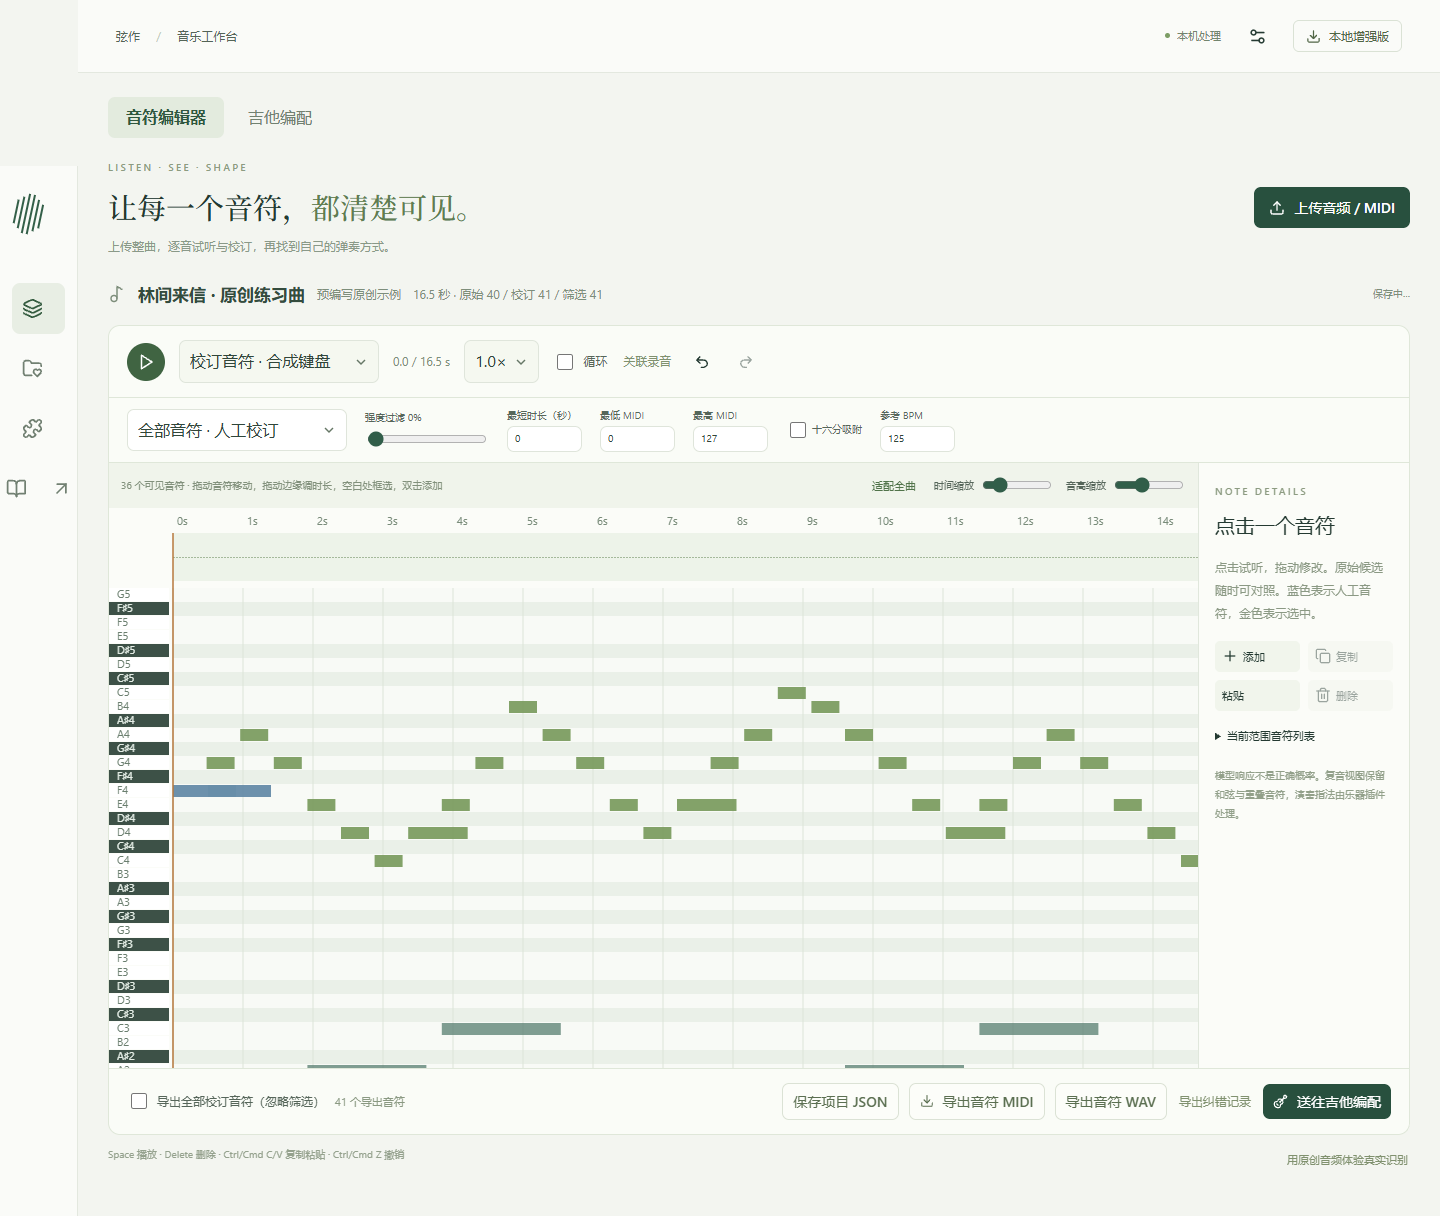 弦作 / 音乐工作台
本机处理
本地增强版
音符编辑器
吉他编配
LISTEN · SEE · SHAPE
让每一个音符，都清楚可见。
上传音频 / MIDI
上传整曲，逐音试听与校订，再找到自己的弹奏方式。
林间来信 · 原创练习曲
预编写原创示例
16.5 秒 · 原始 40 / 校订 41 / 筛选 41
保存中…
校订音符 · 合成键盘
0.0 / 16.5 s
1.0×
循环
关联录音
全部音符 · 人工校订
强度过滤 0%
最短时长（秒）
0
最低 MIDI
0
最高 MIDI
127
十六分吸附
参考 BPM
125
36 个可见音符 · 拖动音符移动，拖动边缘调时长，空白处框选，双击添加
适配全曲
时间缩放
音高缩放
0s 1s 2s 3s 4s 5s 6s 7s 8s 9s 10s 11s 12s 13s 14s
G5
F♯5
F5
E5
D♯5
D5
C♯5
C5
B4
A♯4
A4
G♯4
G4
F♯4
F4
E4
D♯4
D4
C♯4
C4
B3
A♯3
A3
G♯3
G3
F♯3
F3
E3
D♯3
D3
C♯3
C3
B2
A♯2
NOTE DETAILS
点击一个音符
点击试听，拖动修改。原始候选
随时可对照。蓝色表示人工音
符，金色表示选中。
添加
复制
粘贴
删除
当前范围音符列表
模型响应不是正确概率。复音视图保留
和弦与重叠音符，演奏指法由乐器插件
处理。
导出全部校订音符（忽略筛选）
41 个导出音符
保存项目 JSON
导出音符 MIDI
导出音符 WAV
导出纠错记录
送往吉他编配
Space 播放 · Delete 删除 · Ctrl/Cmd C/V 复制粘贴 · Ctrl/Cmd Z 撤销
用原创音频体验真实识别